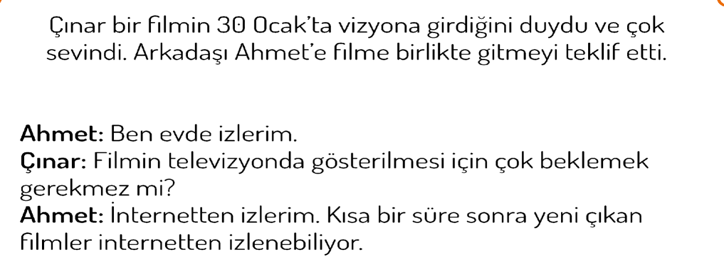 Çınar bir filmin 30 Ocak'ta vizyona girdiğini duydu ve çok
sevindi. Arkadaşı Ahmet'e filme birlikte gitmeyi teklif etti.
Ahmet: Ben evde izlerim.
Çınar: Filmin televizyonda gösterilmesi için çok beklemek
gerekmez mi?
Ahmet: İnternetten izlerim. Kısa bir süre sonra yeni çıkan
filmler internetten izlenebiliyor.